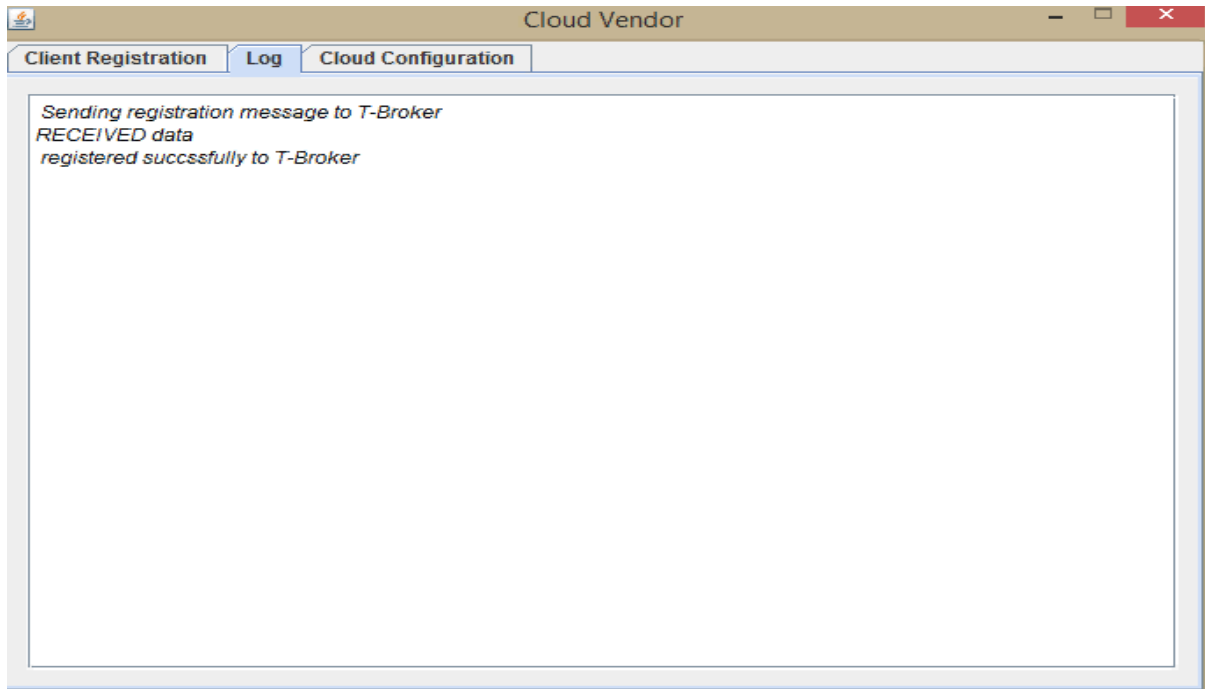 Cloud Vendor
Client Registration Log Cloud Configuration
Sending registration message to T-Broker
RECEIVED data
registered succssfully to T-Broker